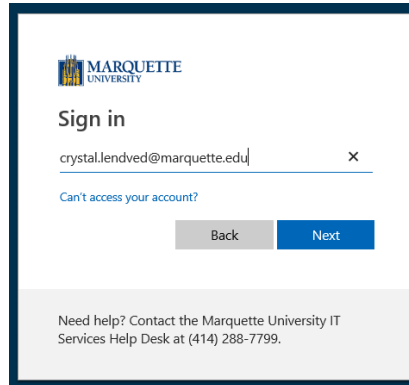 MARQUETTE
UNIVERSITY
Sign in
crystal.lendved@marquette.edu
Can't access your account?
Back
Next
Need help? Contact the Marquette University IT
Services Help Desk at (414) 288-7799.